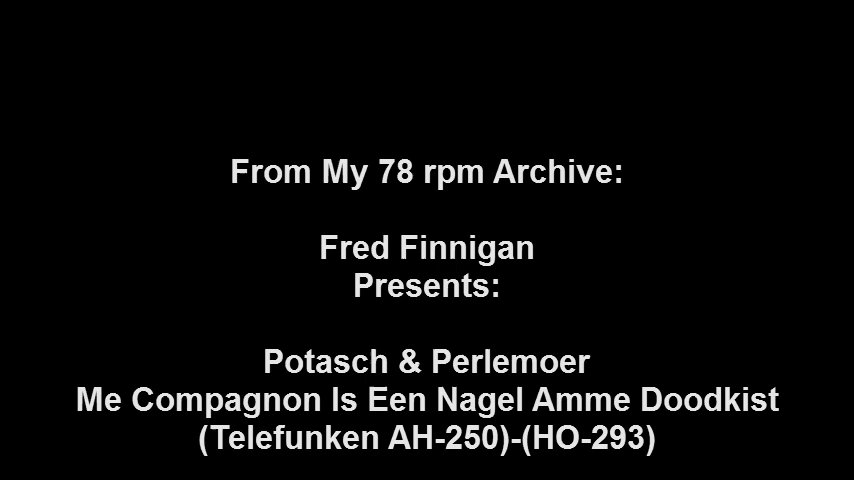 From My 78 rpm Archive:
Fred Finnigan
Presents:
Potasch & Perlemoer
Me Compagnon Is Een Nagel Amme Doodkist
(Telefunken AH-250)-(HO-293)